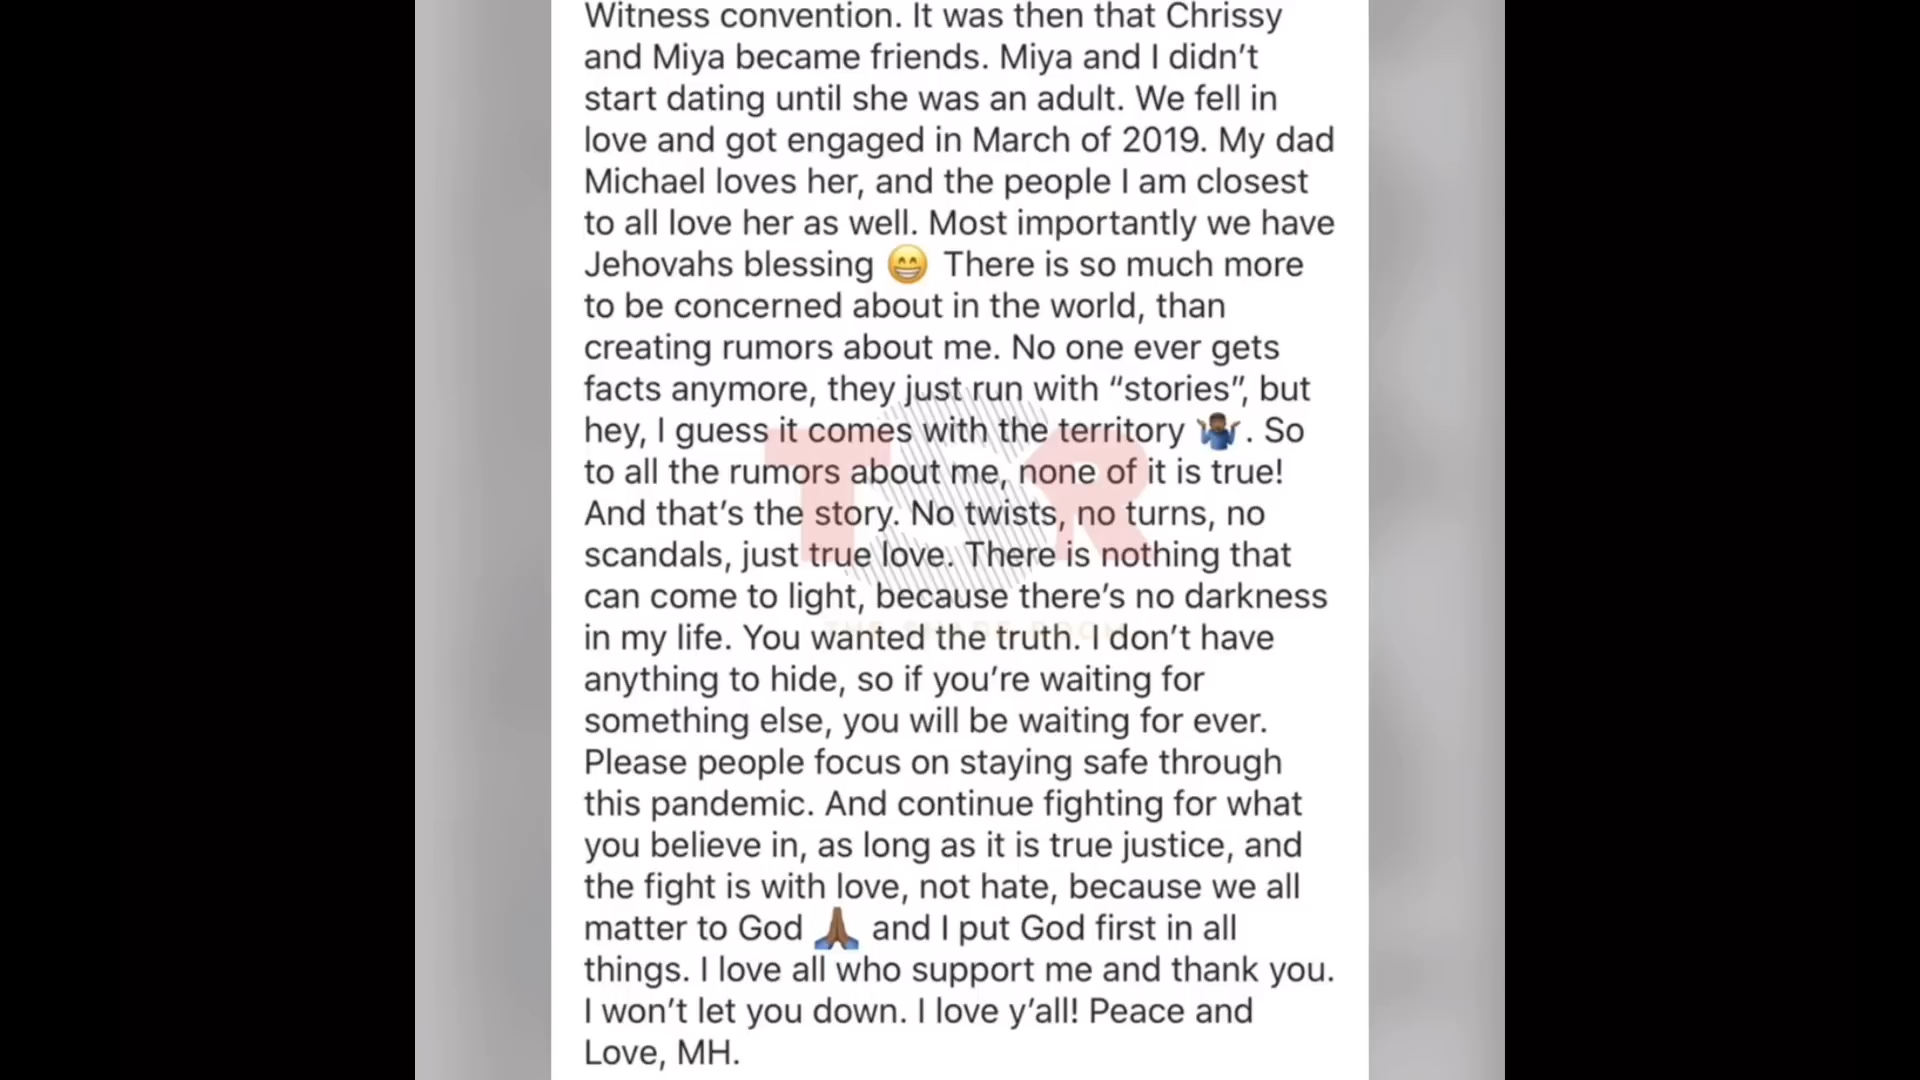 Witness convention. It was then that Chrissy
and Miya became friends. Miya and I didn’t
start dating until she was an adult. We fell in
love and got engaged in March of 2019. My dad
Michael loves her, and the people I am closest
to all love her as well. Most importantly we have
Jehovahs blessing 😁 There is so much more
to be concerned about in the world, than
creating rumors about me. No one ever gets
facts anymore, they just run with “stories”, but
hey, I guess it comes with the territory 🤷🏾‍♂️. So
to all the rumors about me, none of it is true!
And that’s the story. No twists, no turns, no
scandals, just true love. There is nothing that
can come to light, because there’s no darkness
in my life. You wanted the truth. I don’t have
anything to hide, so if you’re waiting for
something else, you will be waiting for ever.
Please people focus on staying safe through
this pandemic. And continue fighting for what
you believe in, as long as it is true justice, and
the fight is with love, not hate, because we all
matter to God 🙏🏾 and I put God first in all
things. I love all who support me and thank you.
I won’t let you down. I love y’all! Peace and
Love, MH.
TSR
THE SHADE ROOM